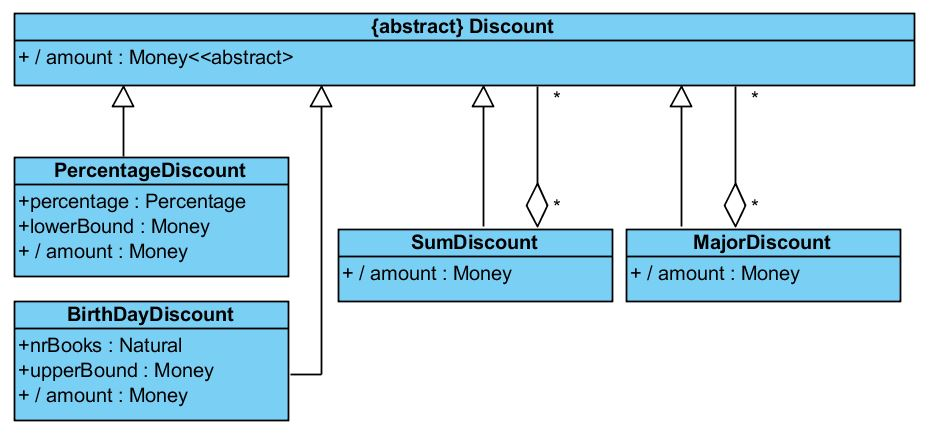 {abstract} Discount
+ / amount : Money<<abstract>
*
*
PercentageDiscount
+percentage : Percentage
+lowerBound : Money
+ / amount : Money
*
*
SumDiscount
+ / amount : Money
MajorDiscount
+ / amount : Money
BirthDayDiscount
+nrBooks : Natural
+upperBound : Money
+ / amount : Money